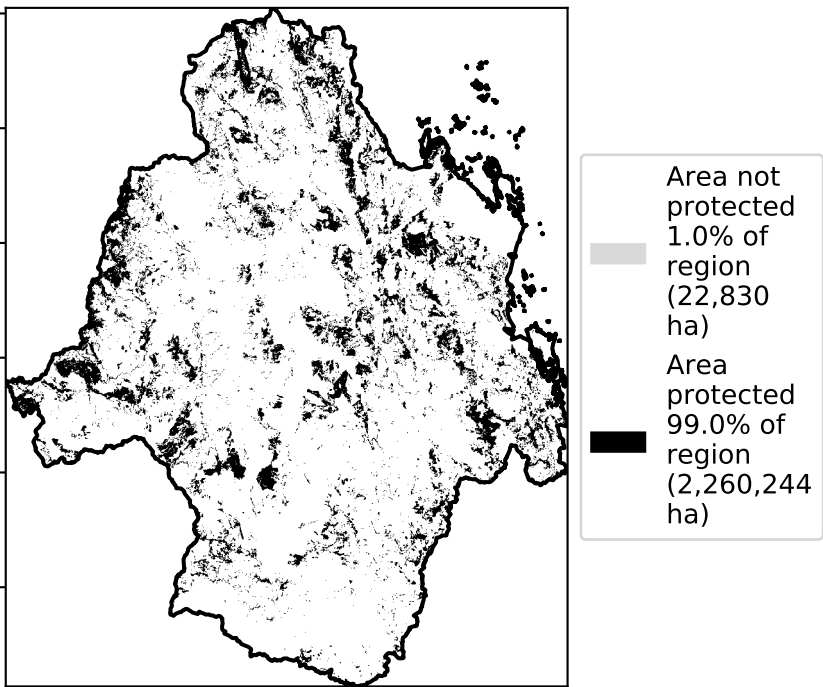 Area not
protected
1.0% of
region
(22,830
ha)
Area
protected
99.0% of
region
(2,260,244
ha)